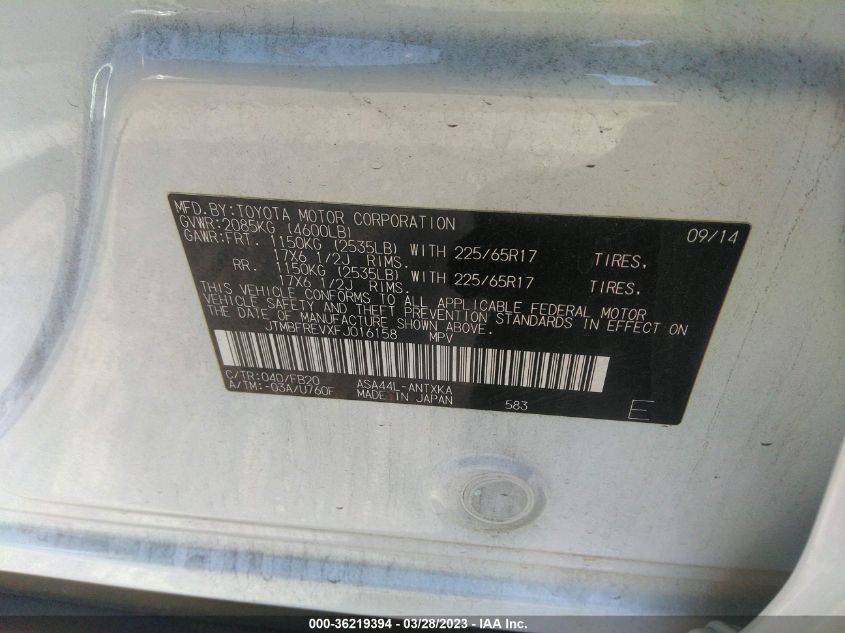 MFD.BY:TOYOTA MOTOR CORPORATION 09/14
GVWR:2085KG (4600LB)
GAWR:FRT. 1150KG (2535LB) WITH 225/65R17 TIRES,
17X6 1/2J RIMS.
RR. 1150KG (2535LB) WITH 225/65R17 TIRES,
17X6 1/2J RIMS.
THIS VEHICLE CONFORMS TO ALL APPLICABLE FEDERAL MOTOR
VEHICLE SAFETY AND THEFT PREVENTION STANDARDS IN EFFECT ON
THE DATE OF MANUFACTURE SHOWN ABOVE.
JTMBFREVXFJ016158 MPV
C/TR:040/FB20 ASA44L-ANTXKA
A/TM:-03A/U760F MADE IN JAPAN 583 E
000-36219394 - 03/28/2023 - IAA Inc.